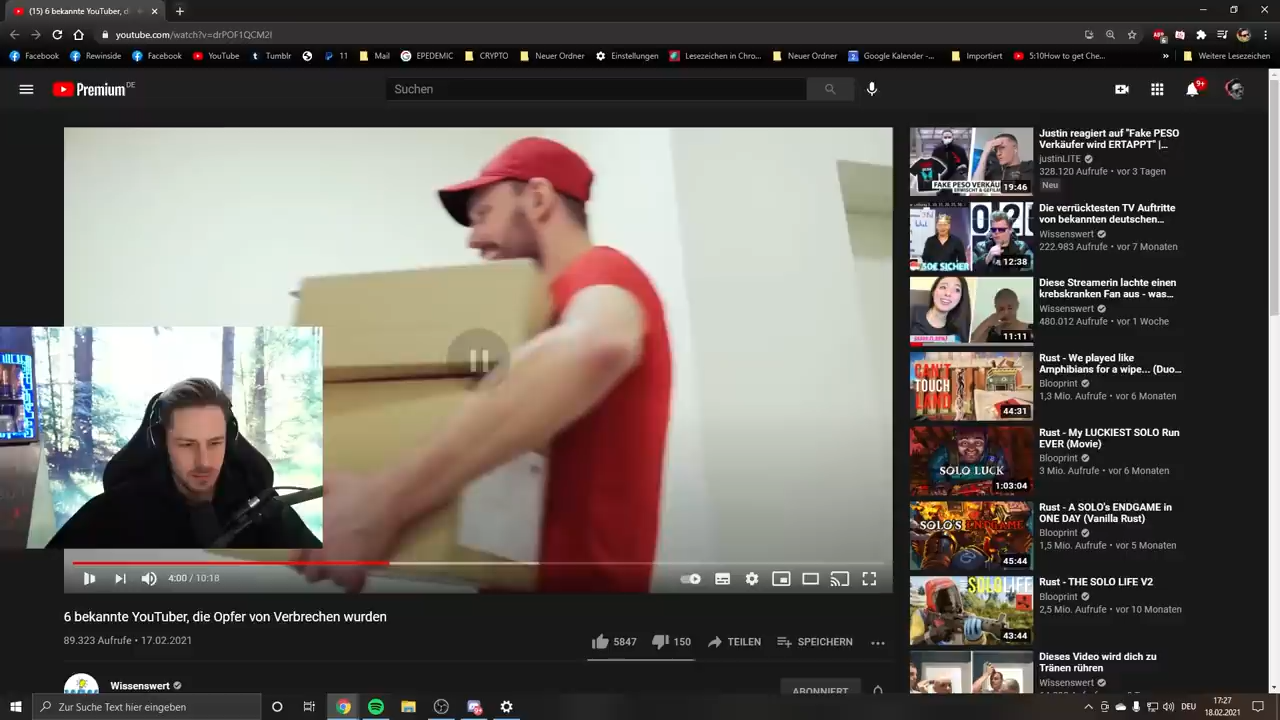 (15) 6 bekannte YouTuber, d
youtube.com/watch?v=drPOF1QCM2I
Facebook
Rewinside
Facebook
YouTube
Tumblr
11
Mail
EPEDEMIC
CRYPTO
Neuer Ordner
Einstellungen
Lesezeichen in Chro...
Neuer Ordner
Google Kalender -...
Importiert
5:10How to get Che...
»
Weitere Lesezeichen
Premium DE
Suchen
9+
Justin reagiert auf "Fake PESO
Verkäufer wird ERTAPPT" |...
justinLITE
328.120 Aufrufe • vor 3 Tagen
Neu
FAKE PESO VERKÄU
19:46
Die verrücktesten TV Auftritte
von bekannten deutschen...
Wissenswert
222.983 Aufrufe • vor 7 Monaten
SOE SICHER
12:38
Diese Streamerin lachte einen
krebskranken Fan aus - was...
Wissenswert
480.012 Aufrufe • vor 1 Woche
11:11
Rust - We played like
Amphibians for a wipe... (Duo...
Blooprint
1,3 Mio. Aufrufe • vor 6 Monaten
CAN'T
TOUCH
LAND
44:31
Rust - My LUCKIEST SOLO Run
EVER (Movie)
Blooprint
3 Mio. Aufrufe • vor 6 Monaten
SOLO LUCK
1:03:04
Rust - A SOLO's ENDGAME in
ONE DAY (Vanilla Rust)
Blooprint
1,5 Mio. Aufrufe • vor 5 Monaten
SOLO'S ENDGAME
45:44
Rust - THE SOLO LIFE V2
Blooprint
2,5 Mio. Aufrufe • vor 10 Monaten
SOLO LIFE
43:44
Dieses Video wird dich zu
Tränen rühren
Wissenswert
4:00 / 10:18
6 bekannte YouTuber, die Opfer von Verbrechen wurden
89.323 Aufrufe • 17.02.2021
5847
150
TEILEN
SPEICHERN
Wissenswert
ABONNIERT
Zur Suche Text hier eingeben
DEU
17:27
18.02.2021